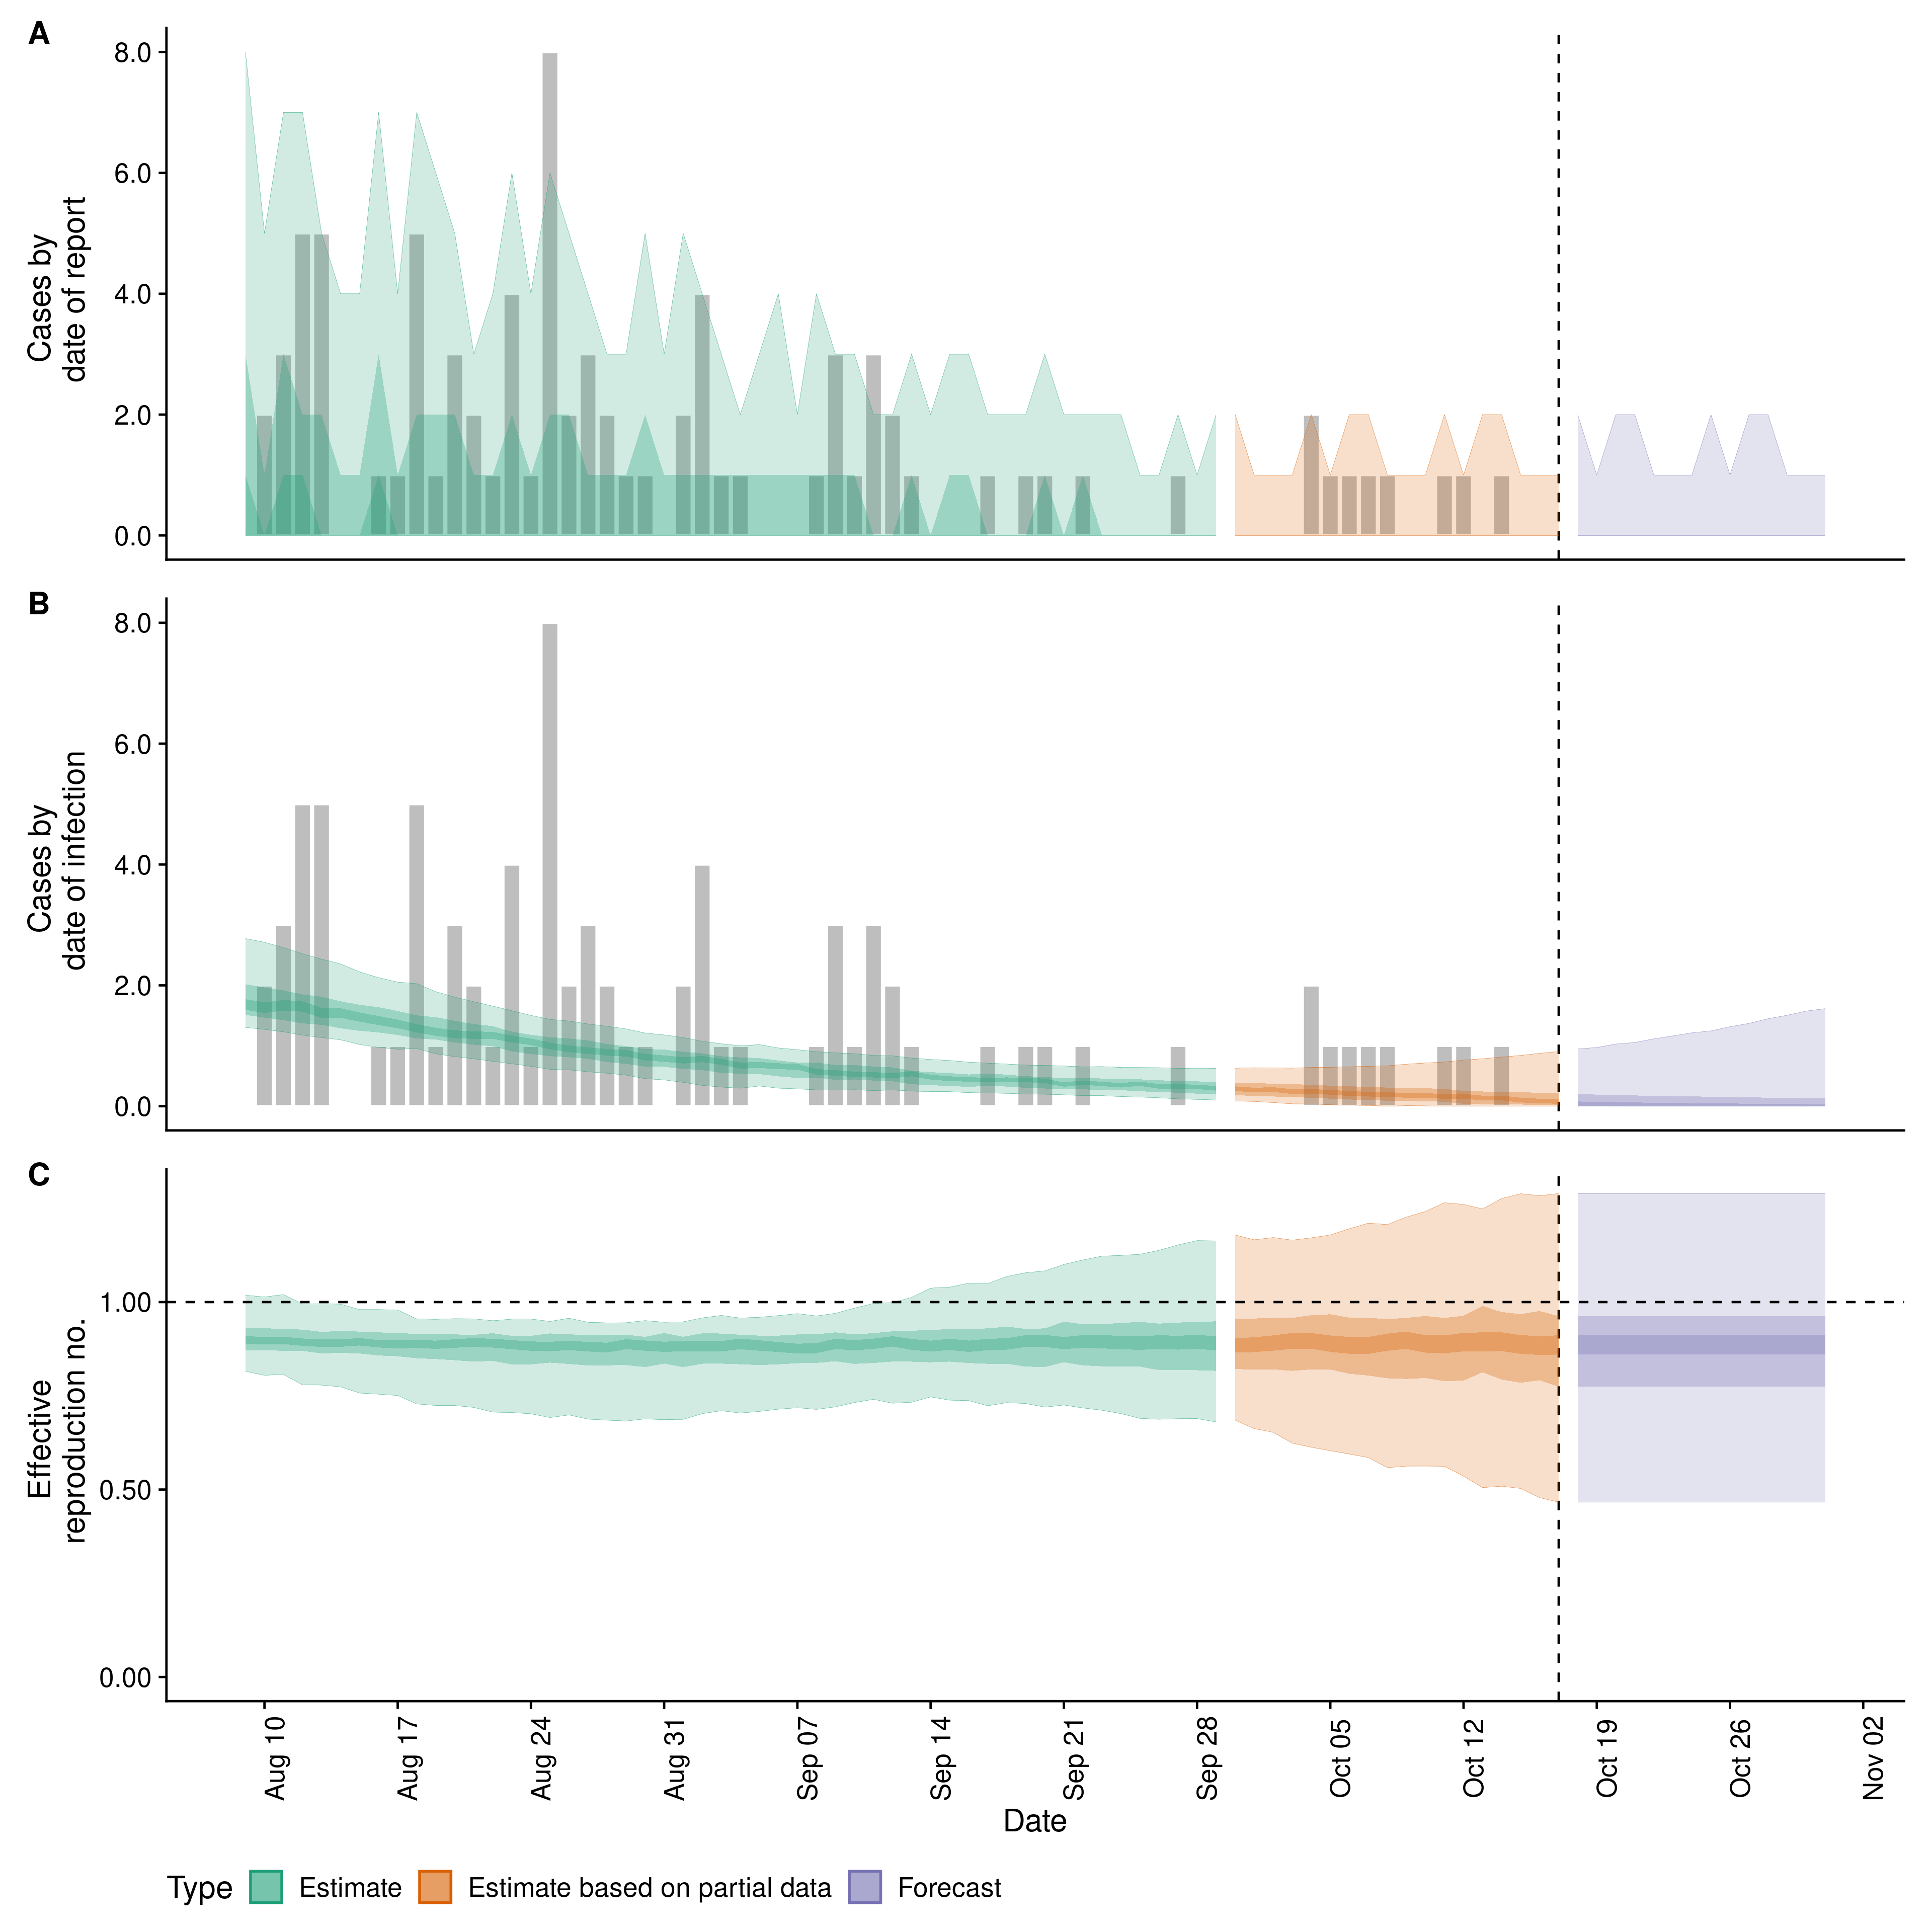 A
8.0
6.0
4.0
2.0
0.0
Cases by
date of report
B
8.0
6.0
4.0
2.0
0.0
Cases by
date of infection
C
1.00
0.50
0.00
Effective
reproduction no.
Aug 10
Aug 17
Aug 24
Aug 31
Sep 07
Sep 14
Sep 21
Sep 28
Oct 05
Oct 12
Oct 19
Oct 26
Nov 02
Date
Type Estimate Estimate based on partial data Forecast